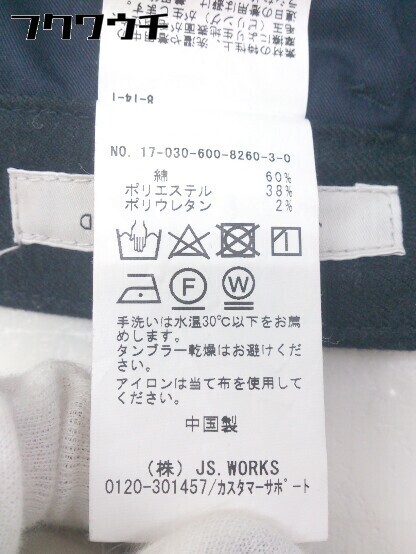 フクウウチ
8-14-1
NO. 17-030-600-8260-3-0
綿 60%
ポリエステル 38%
ポリウレタン 2%
F
W
手洗いは水温30℃以下をお薦
めします。
タンブラー乾燥はお避けくださ
い。
アイロンは当て布を使用して
ください。
中国製
(株) JS.WORKS
0120-301457/カスタマーサポート